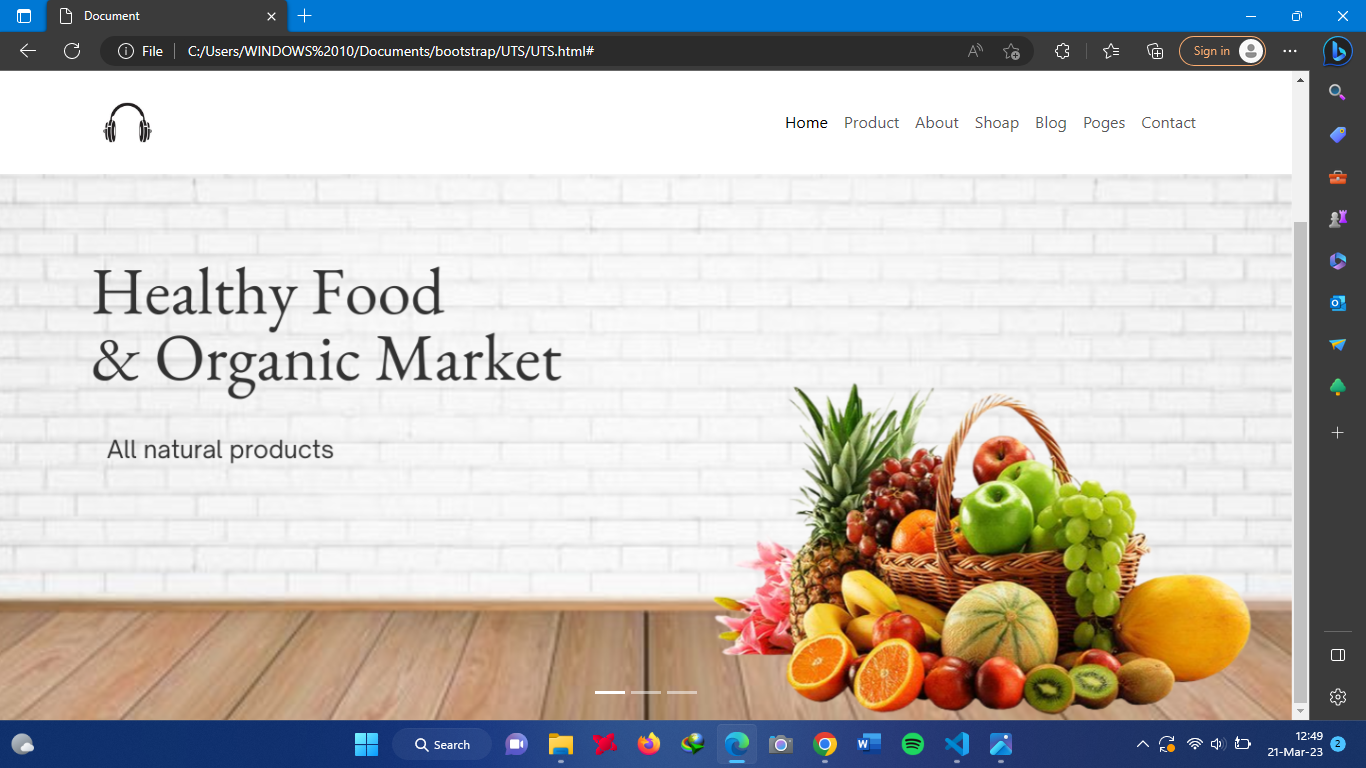 Document
File
C:/Users/WINDOWS%2010/Documents/bootstrap/UTS/UTS.html#
Sign in
Home Product About Shoap Blog Poges Contact
Healthy Food
& Organic Market
All natural products
Search
12:49
21-Mar-23
2